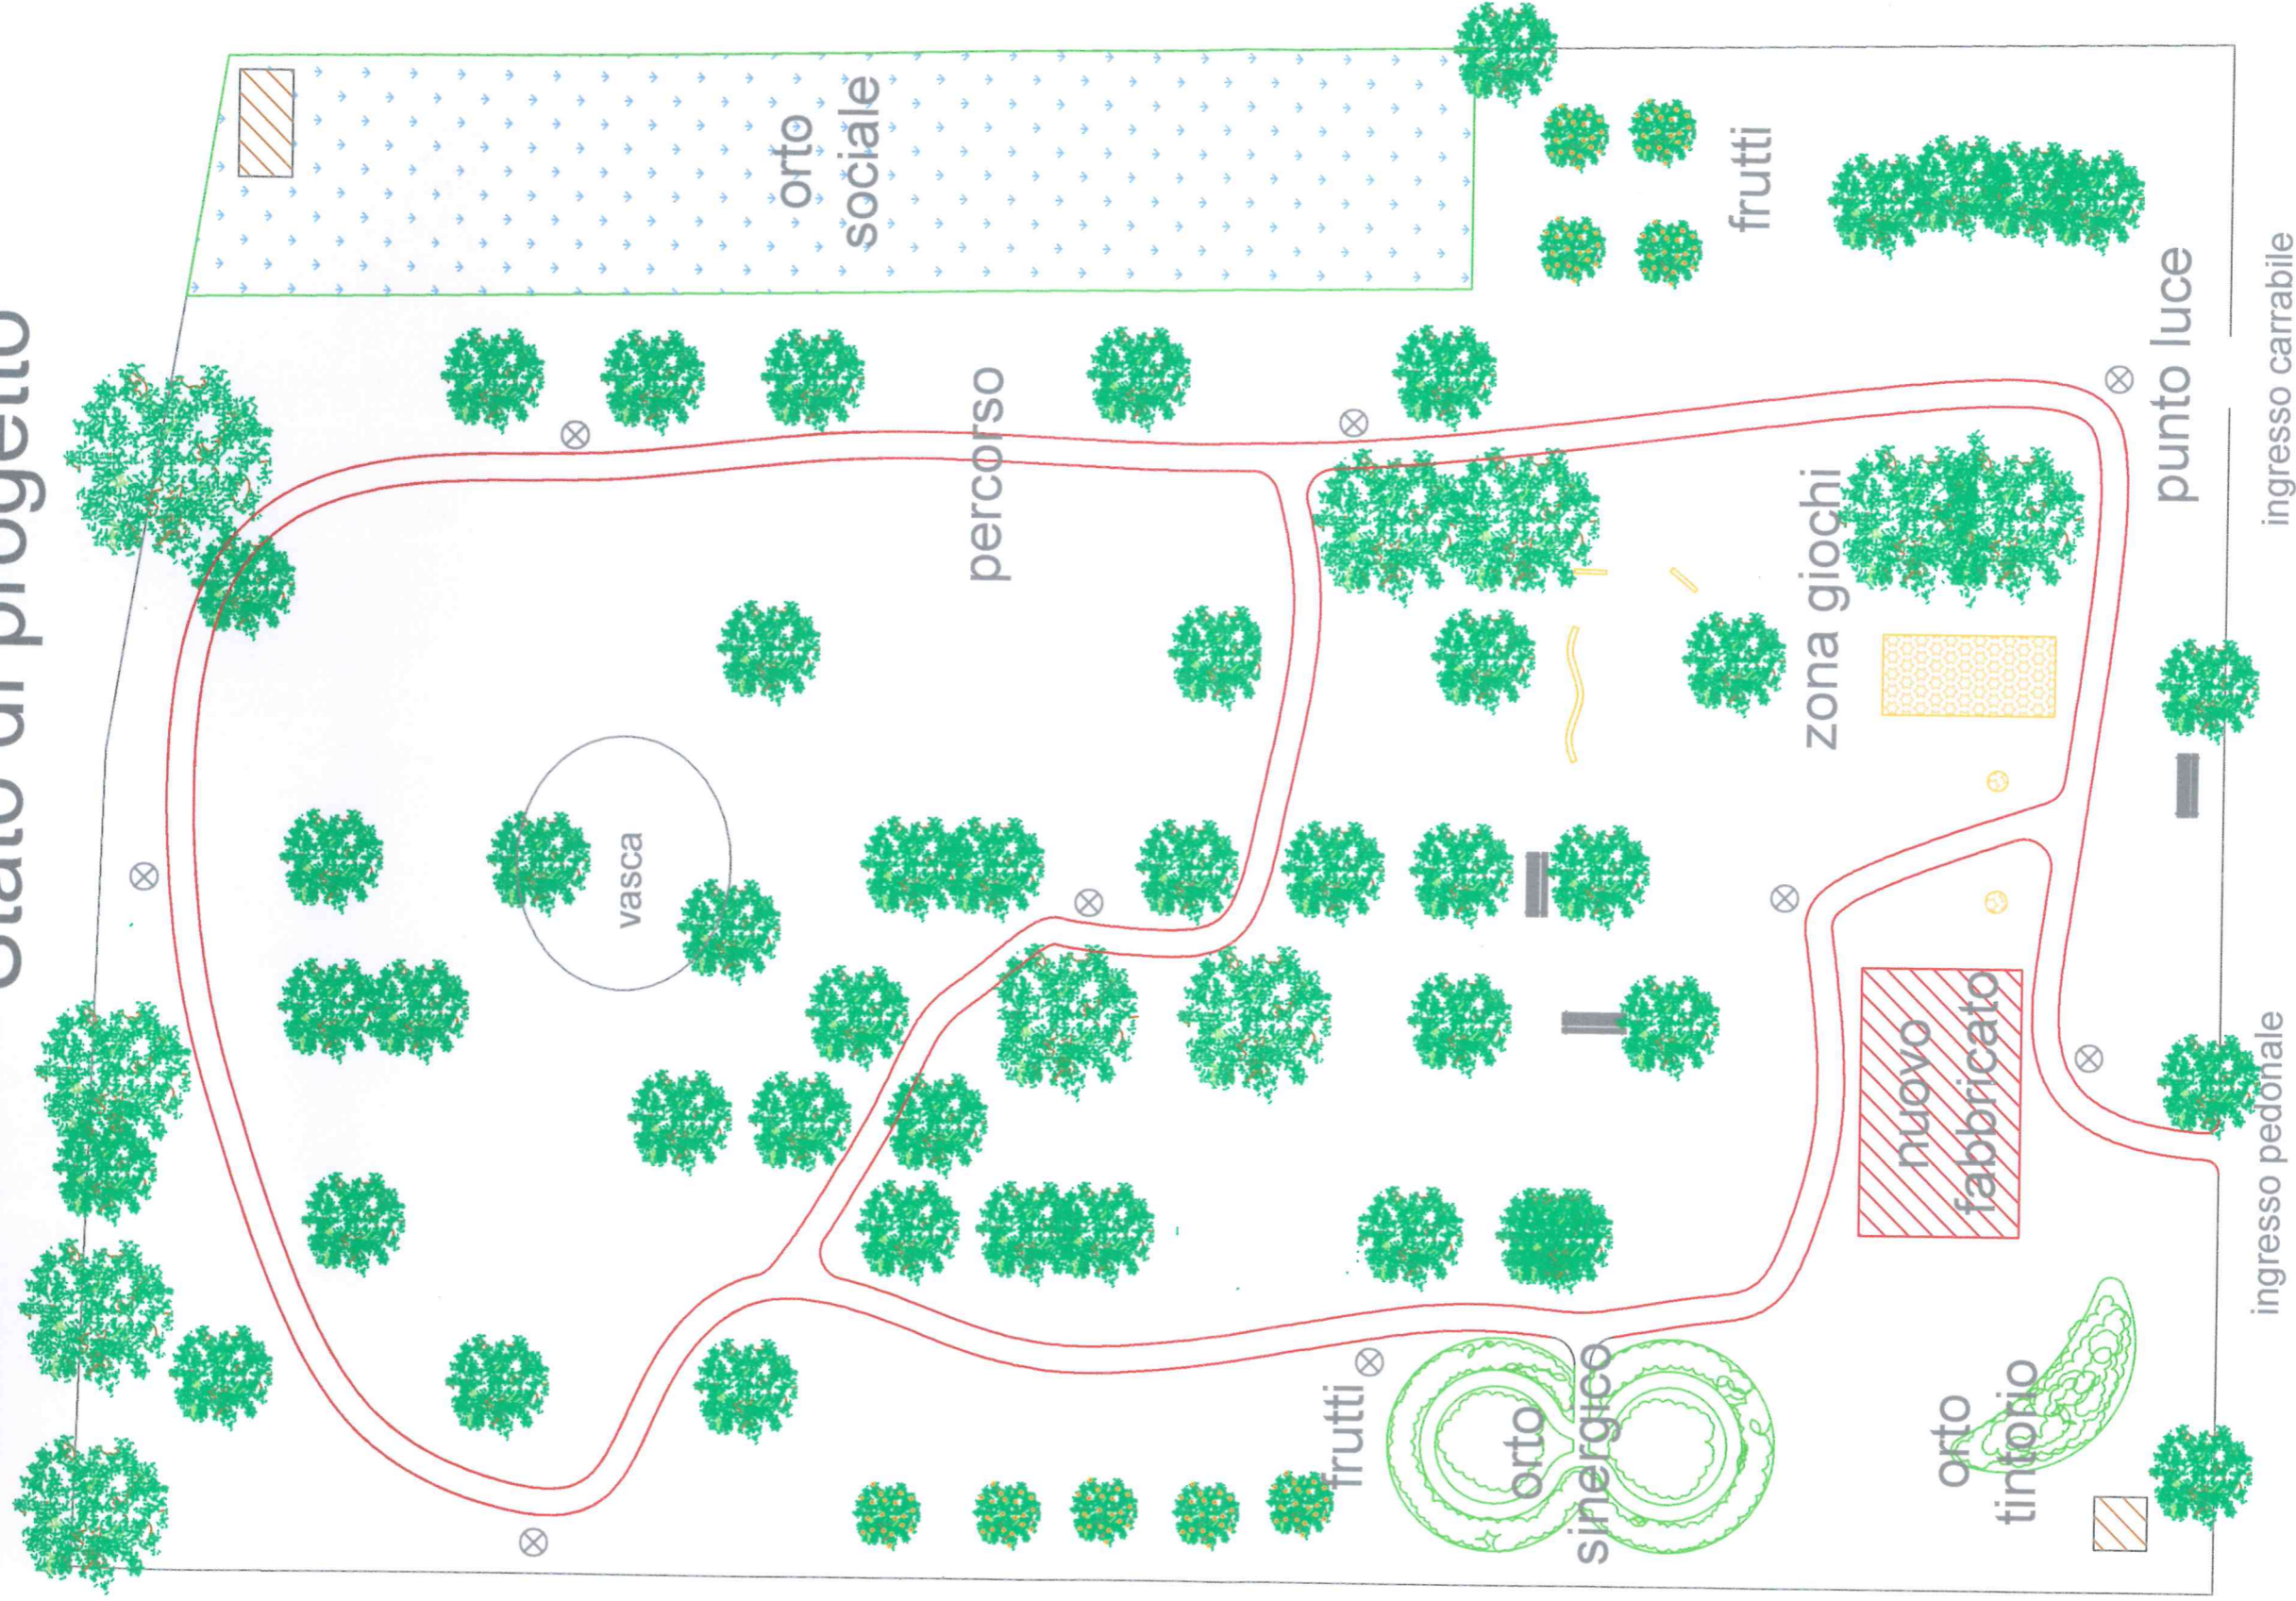 stato di progetto
orto
sociale
frutti
percorso
punto luce
ingresso carrabile
zona giochi
vasca
nuovo
fabbricato
ingresso pedonale
frutti
orto
sinergico
orto
tintorio